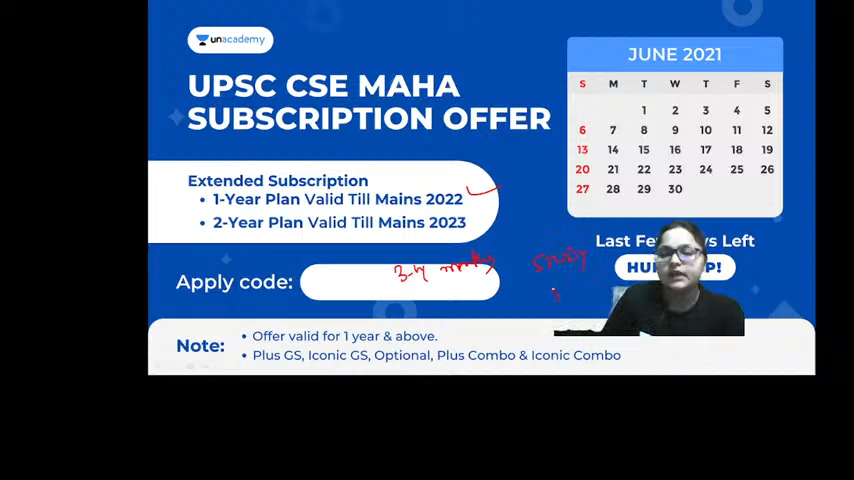 unacademy
UPSC CSE MAHA
SUBSCRIPTION OFFER
Extended Subscription
• 1-Year Plan Valid Till Mains 2022
• 2-Year Plan Valid Till Mains 2023
Apply code:
3-4 months
Study
JUNE 2021
S M T W T F S
1 2 3 4 5
6 7 8 9 10 11 12
13 14 15 16 17 18 19
20 21 22 23 24 25 26
27 28 29 30
Last Left
Note:
• Offer valid for 1 year & above.
• Plus GS, Iconic GS, Optional, Plus Combo & Iconic Combo